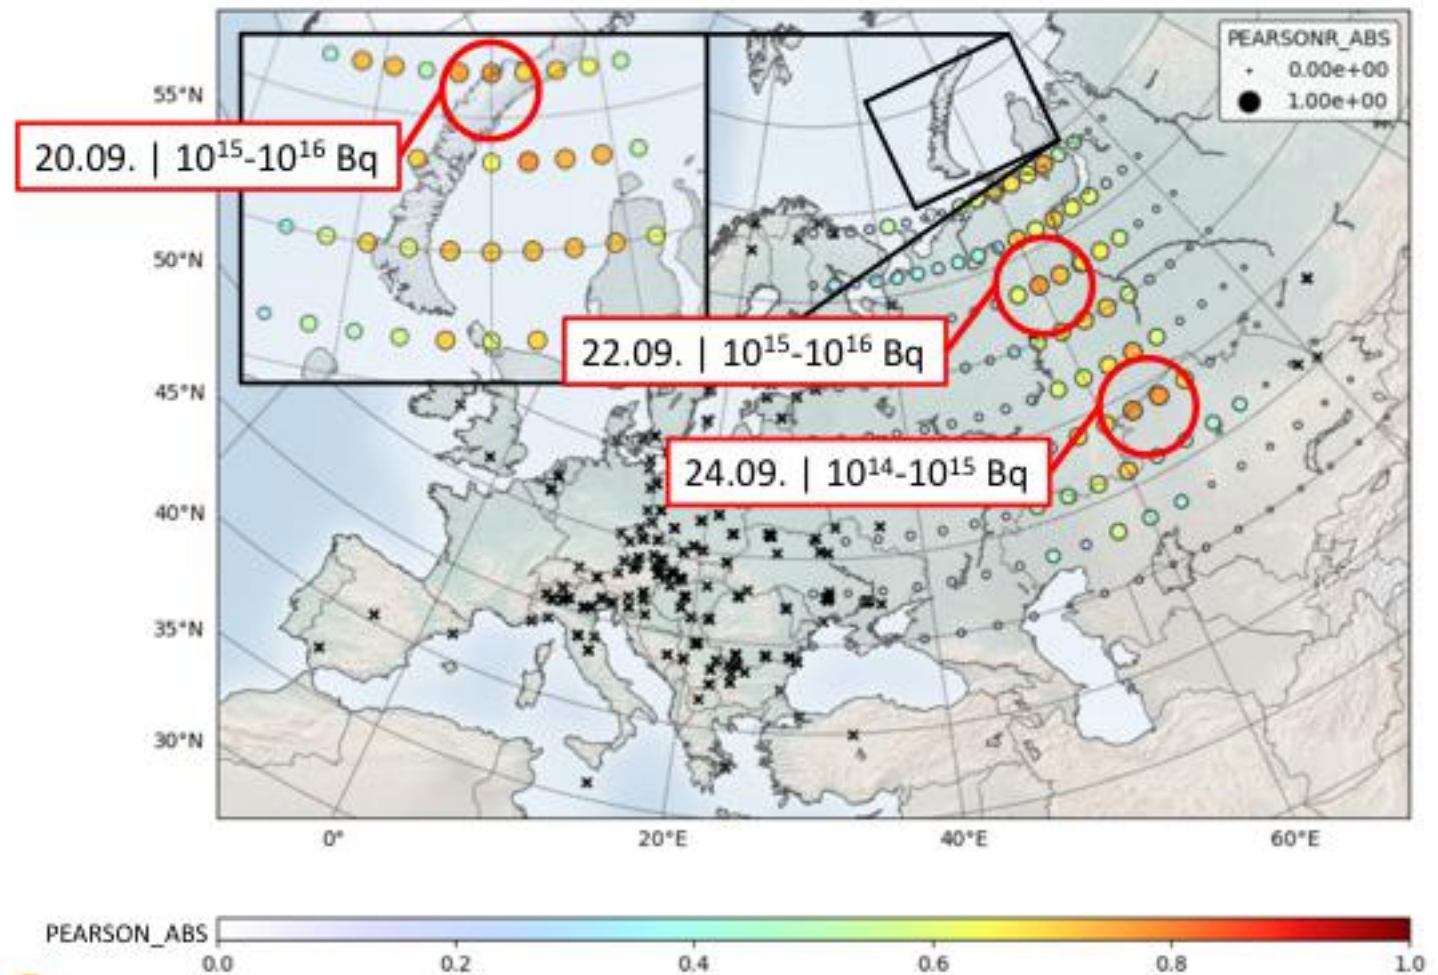 PEARSONR_ABS
0.00e+00
1.00e+00
55°N
20.09. | 10¹⁵-10¹⁶ Bq
50°N
22.09. | 10¹⁵-10¹⁶ Bq
45°N
24.09. | 10¹⁴-10¹⁵ Bq
40°N
35°N
30°N
0° 20°E 40°E 60°E
PEARSON_ABS
0.0 0.2 0.4 0.6 0.8 1.0